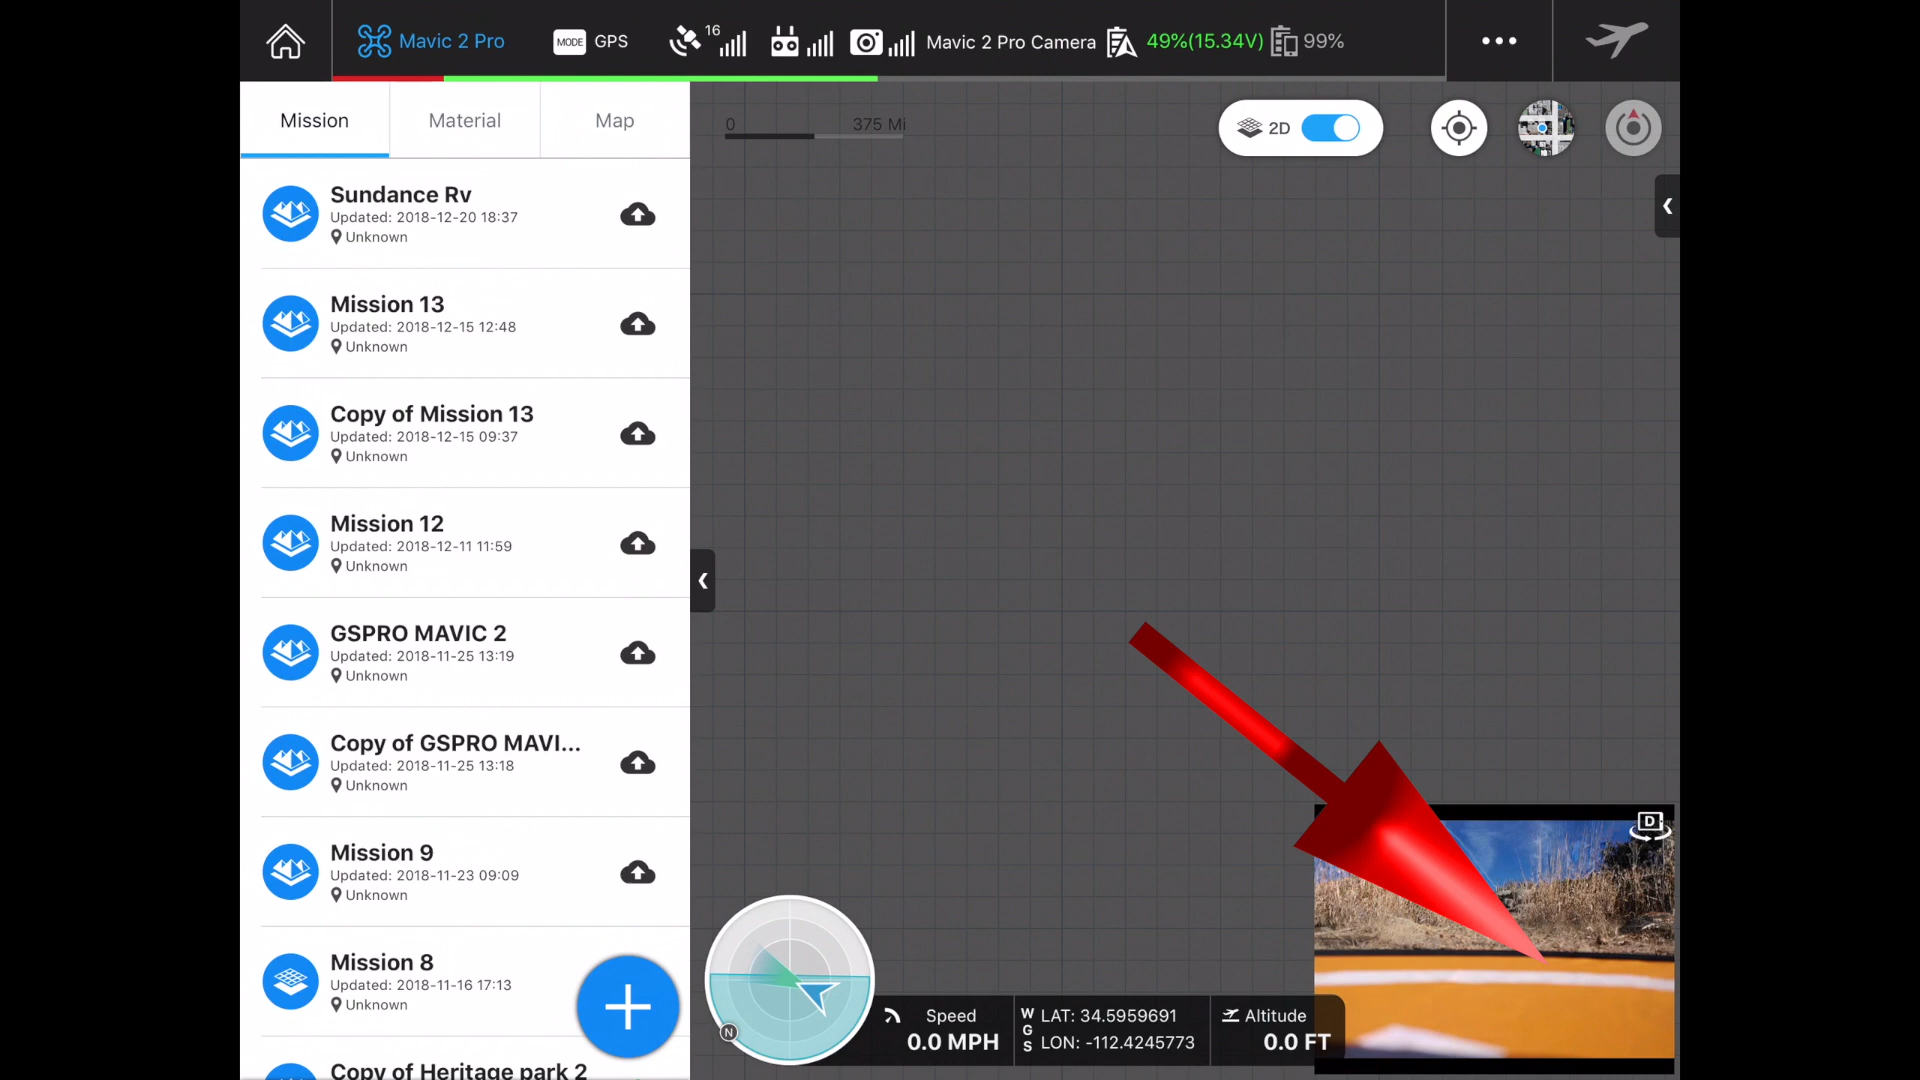 Mavic 2 Pro
MODE GPS
16
Mavic 2 Pro Camera
49%(15.34V)
99%
Mission
Material
Map
0
375 Mi
2D
Sundance Rv
Updated: 2018-12-20 18:37
Unknown
Mission 13
Updated: 2018-12-15 12:48
Unknown
Copy of Mission 13
Updated: 2018-12-15 09:37
Unknown
Mission 12
Updated: 2018-12-11 11:59
Unknown
GSPRO MAVIC 2
Updated: 2018-11-25 13:19
Unknown
Copy of GSPRO MAVI...
Updated: 2018-11-25 13:18
Unknown
Mission 9
Updated: 2018-11-23 09:09
Unknown
Mission 8
Updated: 2018-11-16 17:13
Unknown
Copy of Heritage park 2
D
N
Speed
0.0 MPH
WGS
LAT: 34.5959691
LON: -112.4245773
Altitude
0.0 FT